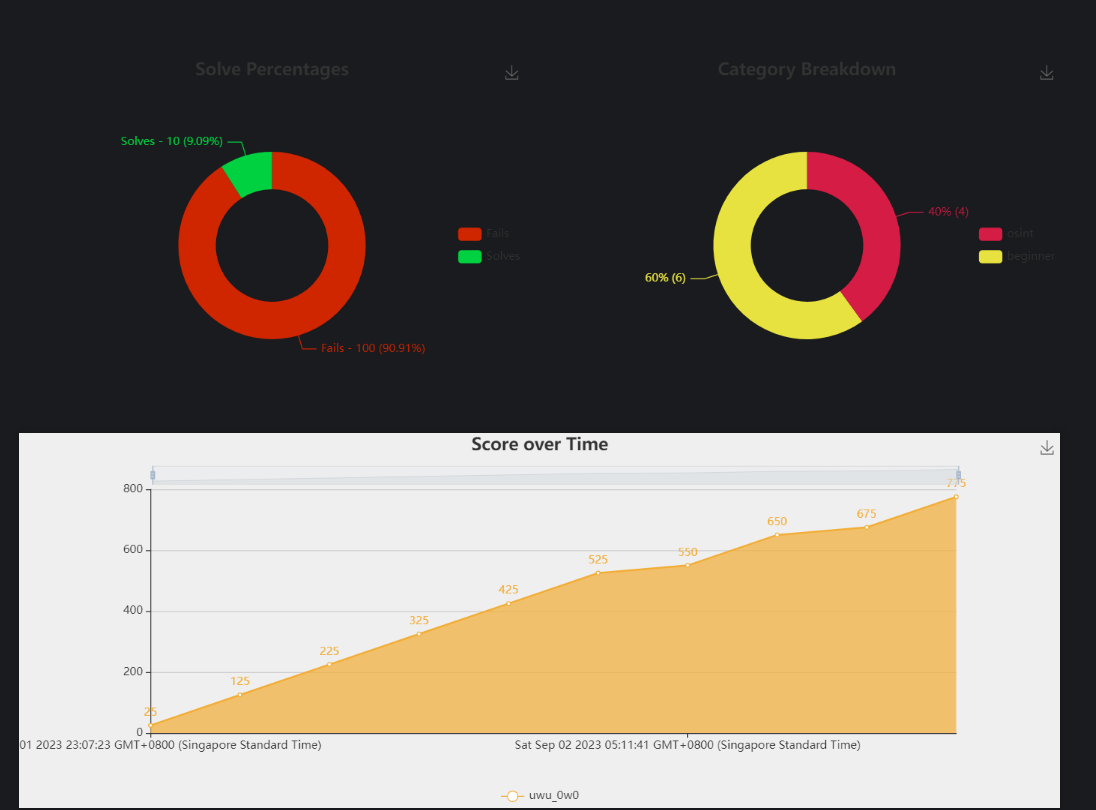 Solve Percentages
Category Breakdown
Solves - 10 (9.09%)
Fails
Solves
Fails - 100 (90.91%)
40% (4)
60% (6)
osint
beginner
Score over Time
800
600
400
200
0
25
125
225
325
425
525
550
650
675
775
01 2023 23:07:23 GMT+0800 (Singapore Standard Time)
Sat Sep 02 2023 05:11:41 GMT+0800 (Singapore Standard Time)
uwu_0w0